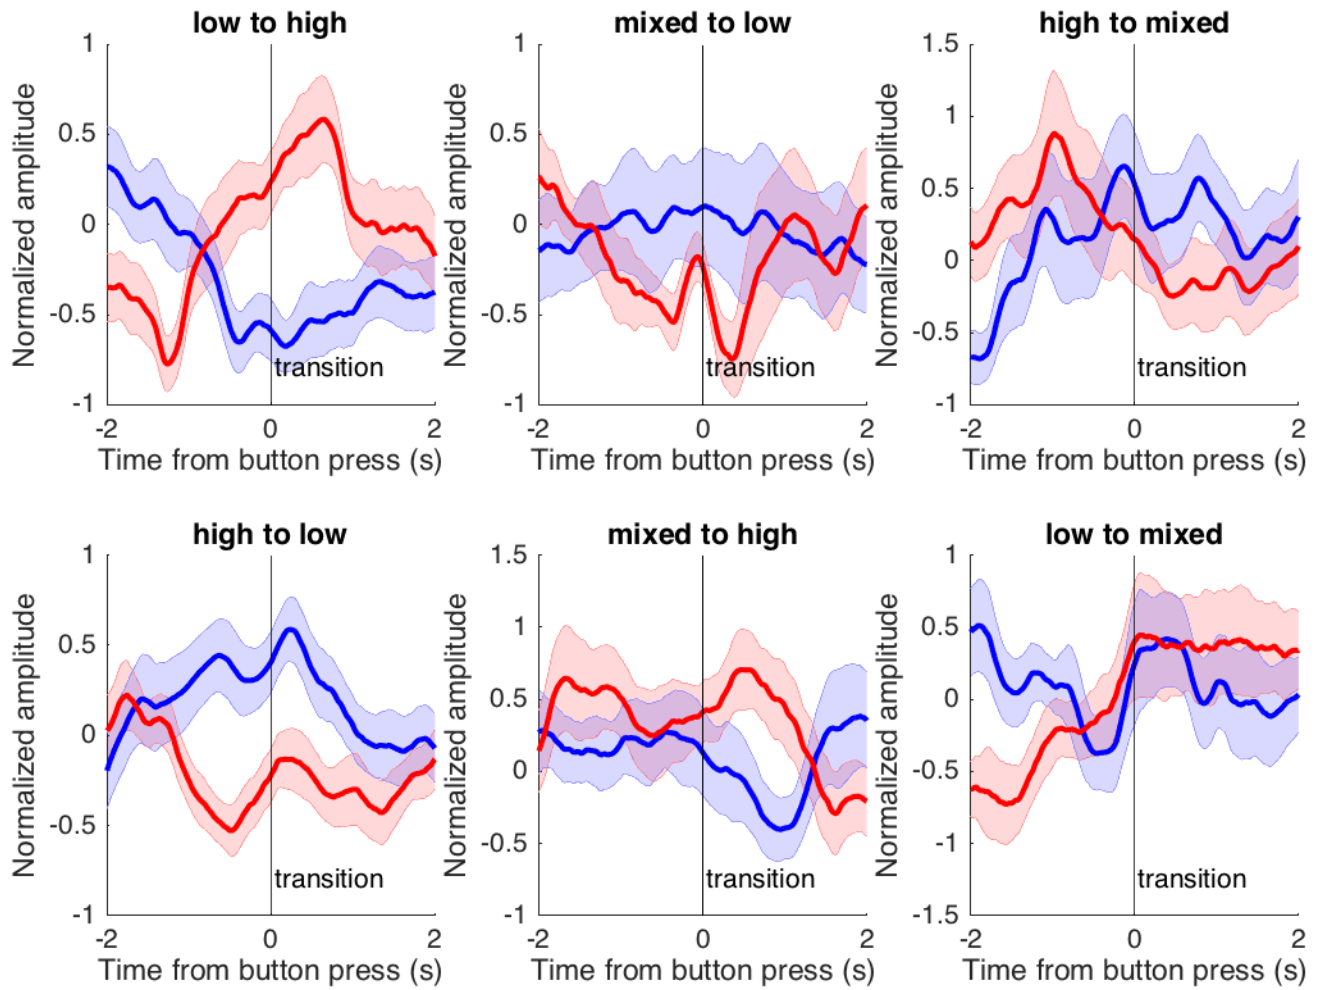 low to high
mixed to low
high to mixed
1
0.5
0
-0.5
-1
Normalized amplitude
transition
-2
0
2
Time from button press (s)
1
0.5
0
-0.5
-1
Normalized amplitude
transition
-2
0
2
Time from button press (s)
1.5
1
0.5
0
-0.5
-1
Normalized amplitude
transition
-2
0
2
Time from button press (s)
high to low
mixed to high
low to mixed
1
0.5
0
-0.5
-1
Normalized amplitude
transition
-2
0
2
Time from button press (s)
1.5
1
0.5
0
-0.5
-1
Normalized amplitude
transition
-2
0
2
Time from button press (s)
1
0.5
0
-0.5
-1
-1.5
Normalized amplitude
transition
-2
0
2
Time from button press (s)